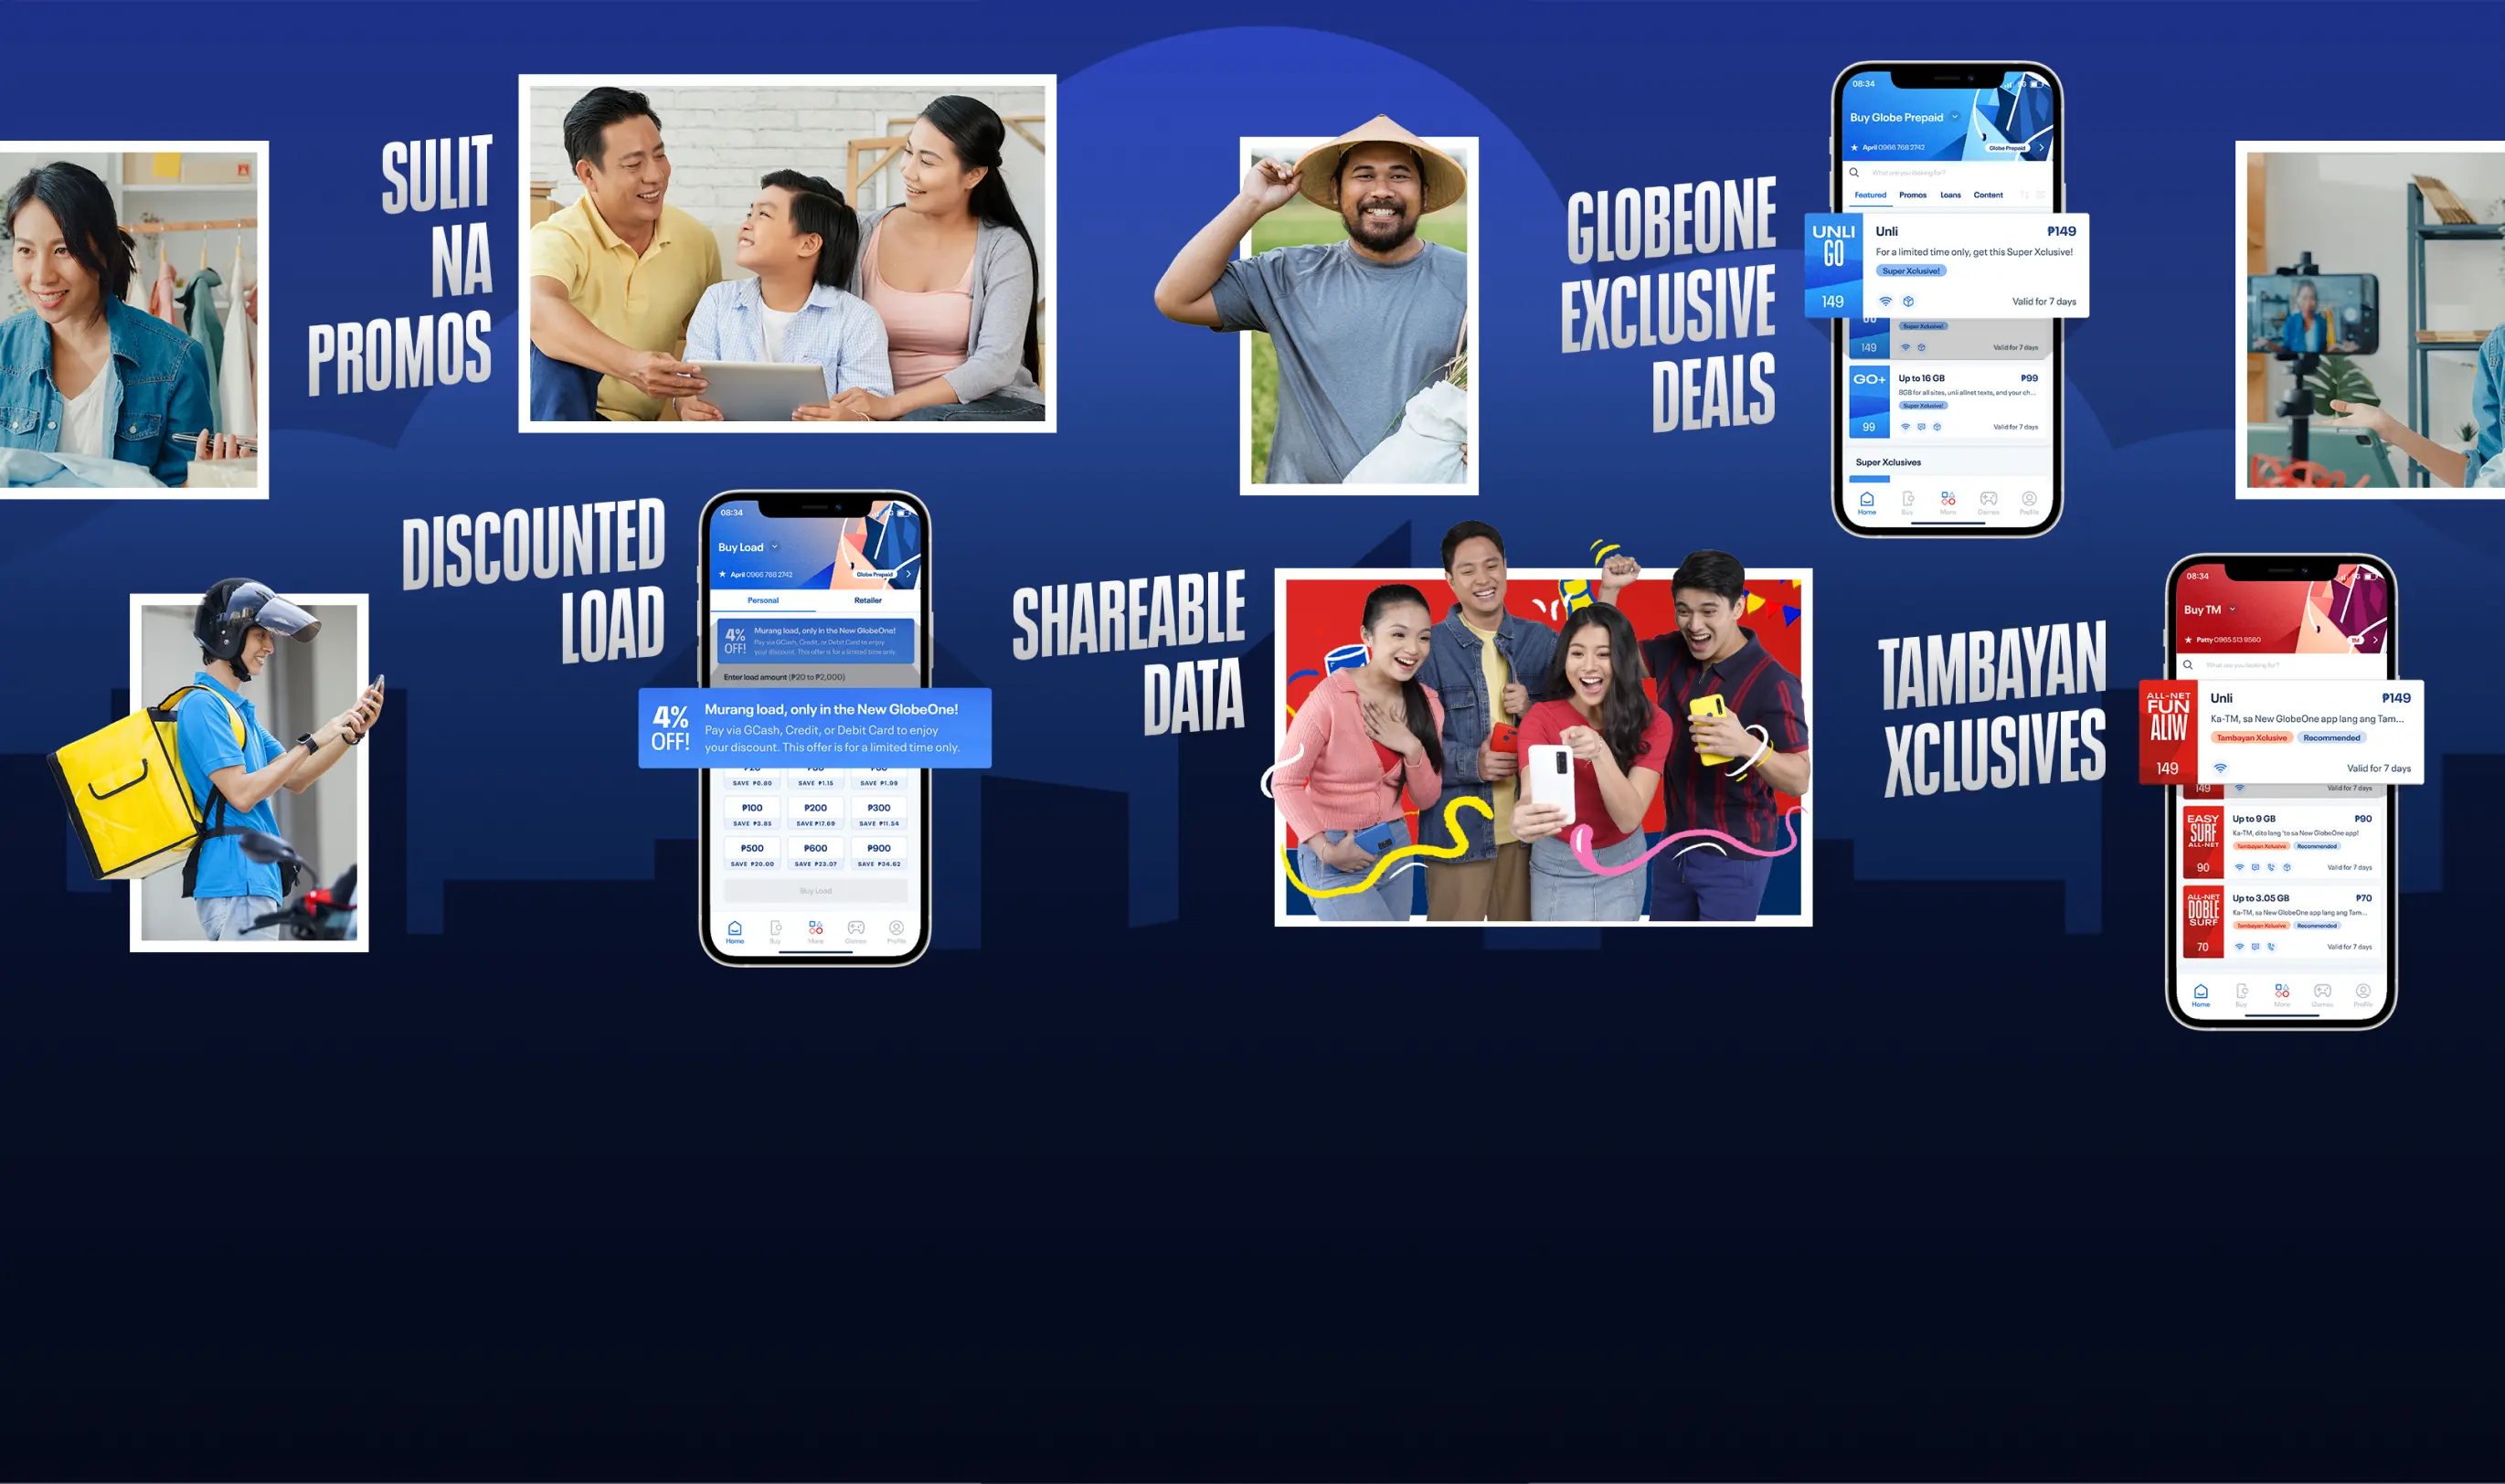 SULIT
NA
PROMOS
GLOBEONE
EXCLUSIVE
DEALS
08:34
Buy Globe Prepaid
April 0966 768 2742
Globe Prepaid
What are you looking for?
Featured Promos Loans Content
UNLI
GO
149
Unli ₱149
For a limited time only, get this Super Xclusive!
Super Xclusive!
Valid for 7 days
Super Xclusive!
149
Valid for 7 days
GO+
99
Up to 16 GB ₱99
8GB for all sites, unli allnet texts, and your ch...
Super Xclusive!
Valid for 7 days
Super Xclusives
Home Buy More Games Profile
DISCOUNTED
LOAD
08:34
Buy Load
April 0966 768 2742
Globe Prepaid
Personal Retailer
4%
OFF!
Murang load, only in the New GlobeOne!
Pay via GCash, Credit, or Debit Card to enjoy
your discount. This offer is for a limited time only.
Enter load amount (₱20 to ₱2,000)
4%
OFF!
Murang load, only in the New GlobeOne!
Pay via GCash, Credit, or Debit Card to enjoy
your discount. This offer is for a limited time only.
SAVE ₱0.80 SAVE ₱1.15 SAVE ₱1.99
₱100 ₱200 ₱300
SAVE ₱3.85 SAVE ₱17.69 SAVE ₱11.54
₱500 ₱600 ₱900
SAVE ₱20.00 SAVE ₱23.07 SAVE ₱34.62
Buy Load
Home Buy More Games Profile
SHAREABLE
DATA
TAMBAYAN
XCLUSIVES
08:34
Buy TM
Patty 0965 513 9560
TM
What are you looking for?
ALL-NET
FUN
ALIW
149
Unli ₱149
Ka-TM, sa New GlobeOne app lang ang Tam...
Tambayan Xclusive Recommended
Valid for 7 days
149
Valid for 7 days
EASY
SURF
ALL-NET
90
Up to 9 GB ₱90
Ka-TM, dito lang 'to sa New GlobeOne app!
Tambayan Xclusive Recommended
Valid for 7 days
ALL-NET
DOBLE
SURF
70
Up to 3.05 GB ₱70
Ka-TM, sa New GlobeOne app lang ang Tam...
Tambayan Xclusive Recommended
Valid for 7 days
Home Buy More Games Profile